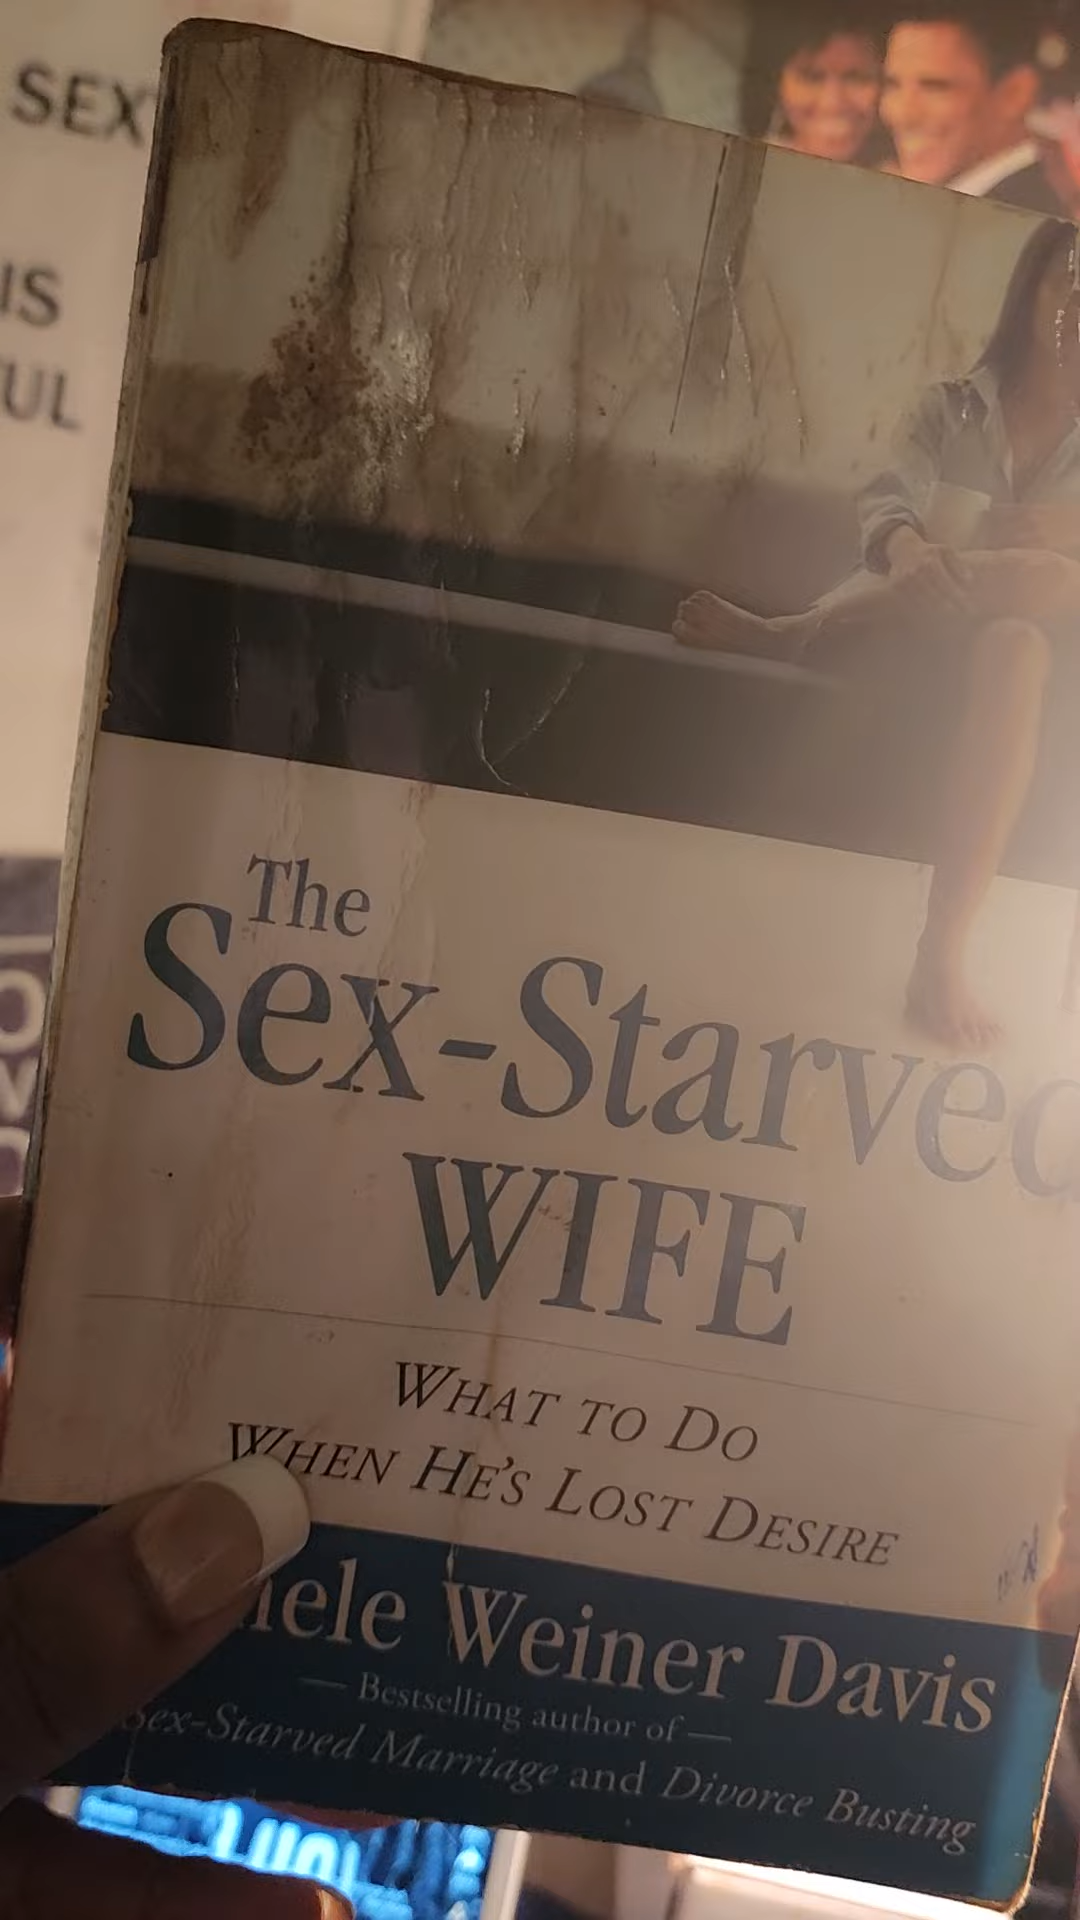 SEX
IS
UL
The
Sex-Starved
WIFE
WHAT TO DO
WHEN HE'S LOST DESIRE
hele Weiner Davis
— Bestselling author of —
Sex-Starved Marriage and Divorce Busting